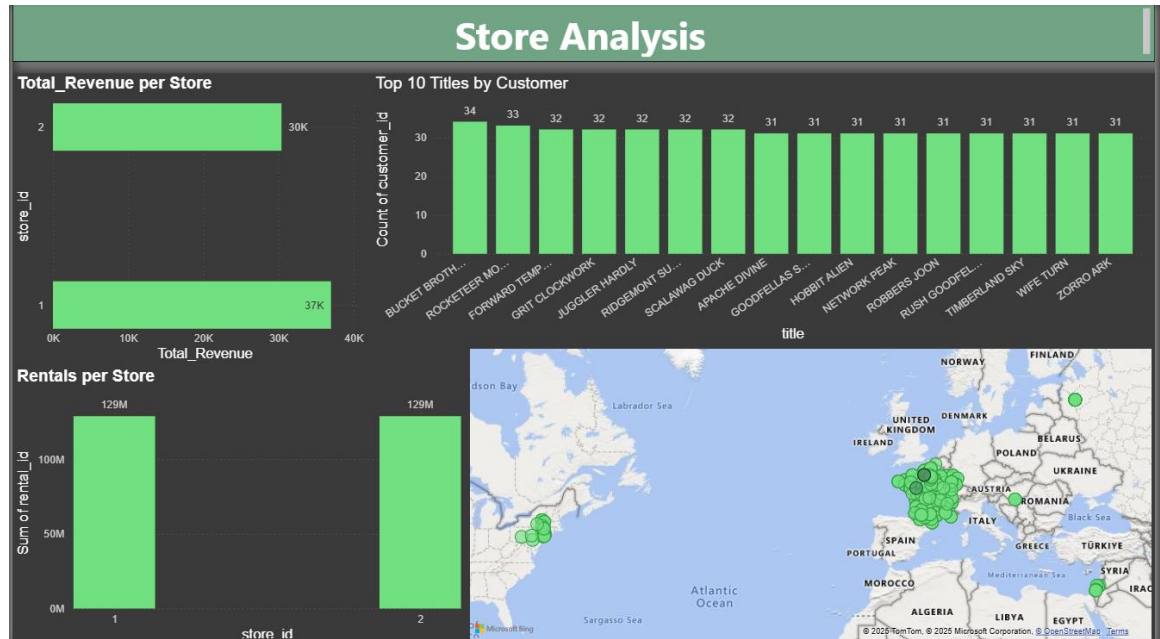 Store Analysis
Total_Revenue per Store
2
30K
store_id
1
37K
0K 10K 20K 30K 40K
Total_Revenue
Top 10 Titles by Customer
34 33 32 32 32 32 32 31 31 31 31 31 31 31 31 31
Count of customer_id
30
20
10
0
BUCKET BROTH...
ROCKETEER MO...
FORWARD TEMP...
GRIT CLOCKWORK
JUGGLER HARDLY
RIDGEMONT SU...
SCALAWAG DUCK
APACHE DIVINE
GOODFELLAS S...
HOBBIT ALIEN
NETWORK PEAK
ROBBERS JOON
RUSH GOODFEL...
TIMBERLAND SKY
WIFE TURN
ZORRO ARK
title
Rentals per Store
129M 129M
Sum of rental_id
100M
50M
0M
1 2
store_id
dson Bay
Labrador Sea
NORWAY
FINLAND
UNITED
KINGDOM
DENMARK
IRELAND
BELARUS
POLAND
UKRAINE
AUSTRIA
ROMANIA
ITALY
Black Sea
SPAIN
PORTUGAL
GREECE
TÜRKIYE
Mediterranean Sea
SYRIA
IRAC
MOROCCO
Atlantic
Ocean
Sargasso Sea
ALGERIA
LIBYA
EGYPT
Microsoft Bing
© 2025 TomTom, © 2025 Microsoft Corporation, © OpenStreetMap Terms